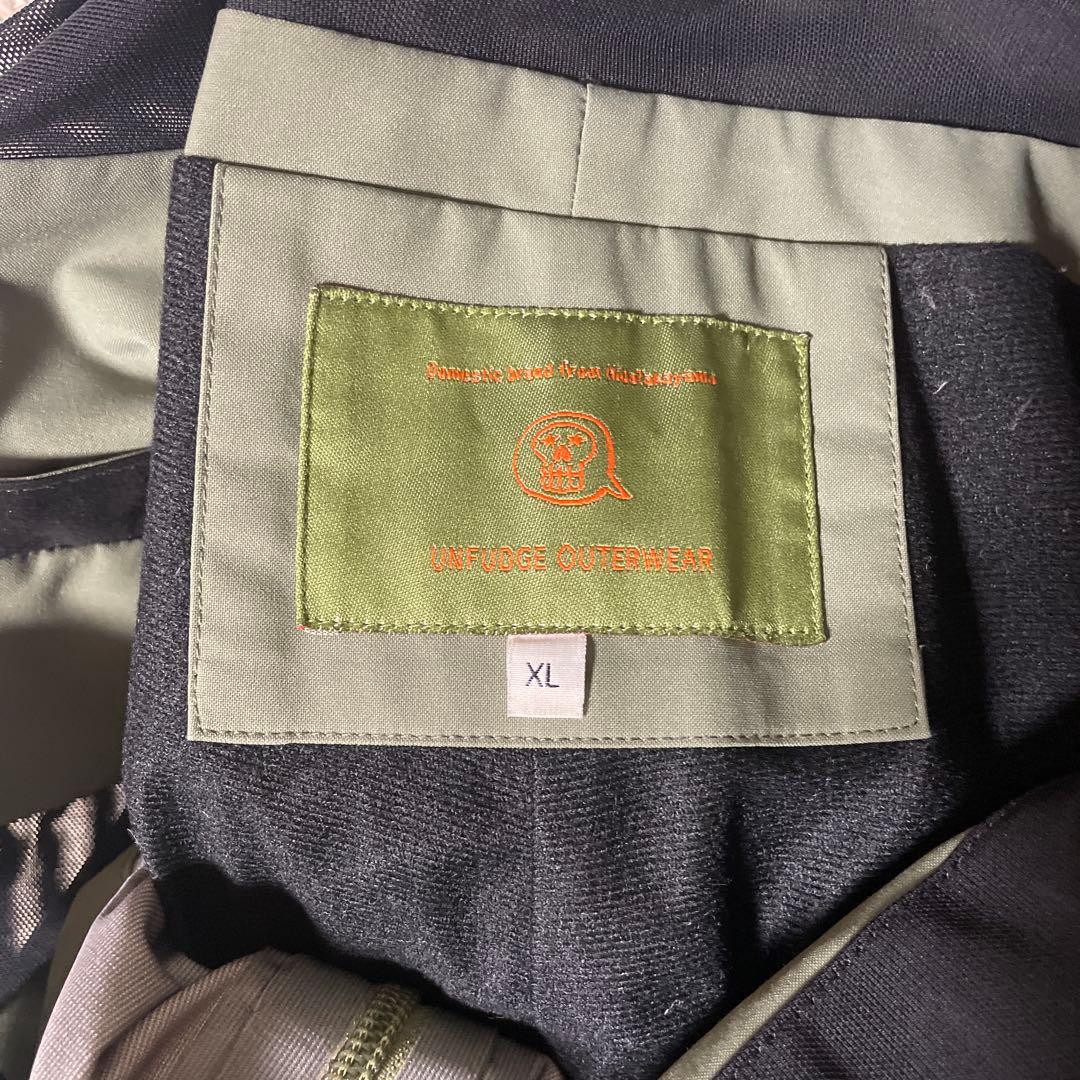 Domestic brand from HidaTakayama
UNFUDGE OUTERWEAR
XL